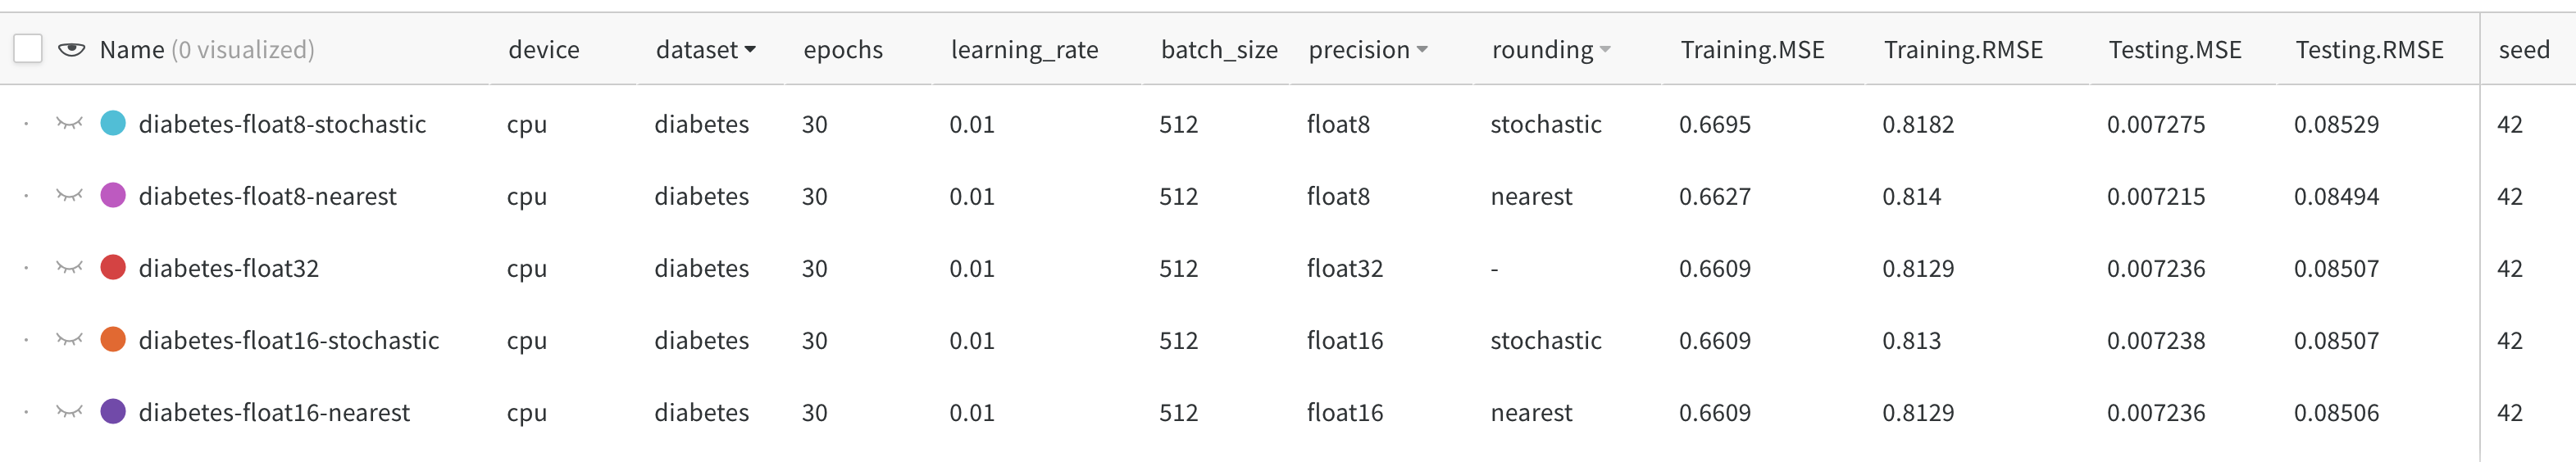 Name (0 visualized) device dataset epochs learning_rate batch_size precision rounding Training.MSE Training.RMSE Testing.MSE Testing.RMSE seed
diabetes-float8-stochastic cpu diabetes 30 0.01 512 float8 stochastic 0.6695 0.8182 0.007275 0.08529 42
diabetes-float8-nearest cpu diabetes 30 0.01 512 float8 nearest 0.6627 0.814 0.007215 0.08494 42
diabetes-float32 cpu diabetes 30 0.01 512 float32 - 0.6609 0.8129 0.007236 0.08507 42
diabetes-float16-stochastic cpu diabetes 30 0.01 512 float16 stochastic 0.6609 0.813 0.007238 0.08507 42
diabetes-float16-nearest cpu diabetes 30 0.01 512 float16 nearest 0.6609 0.8129 0.007236 0.08506 42